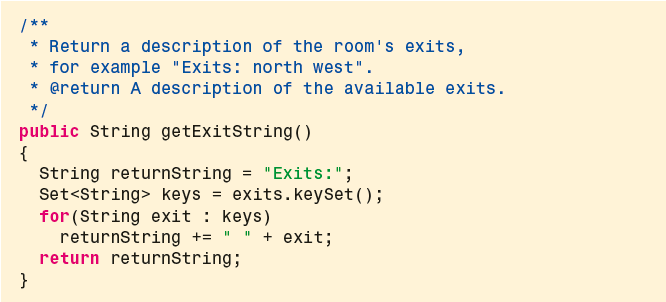 /**
 * Return a description of the room's exits,
 * for example "Exits: north west".
 * @return A description of the available exits.
 */
public String getExitString()
{
  String returnString = "Exits:";
  Set<String> keys = exits.keySet();
  for(String exit : keys)
    returnString += " " + exit;
  return returnString;
}